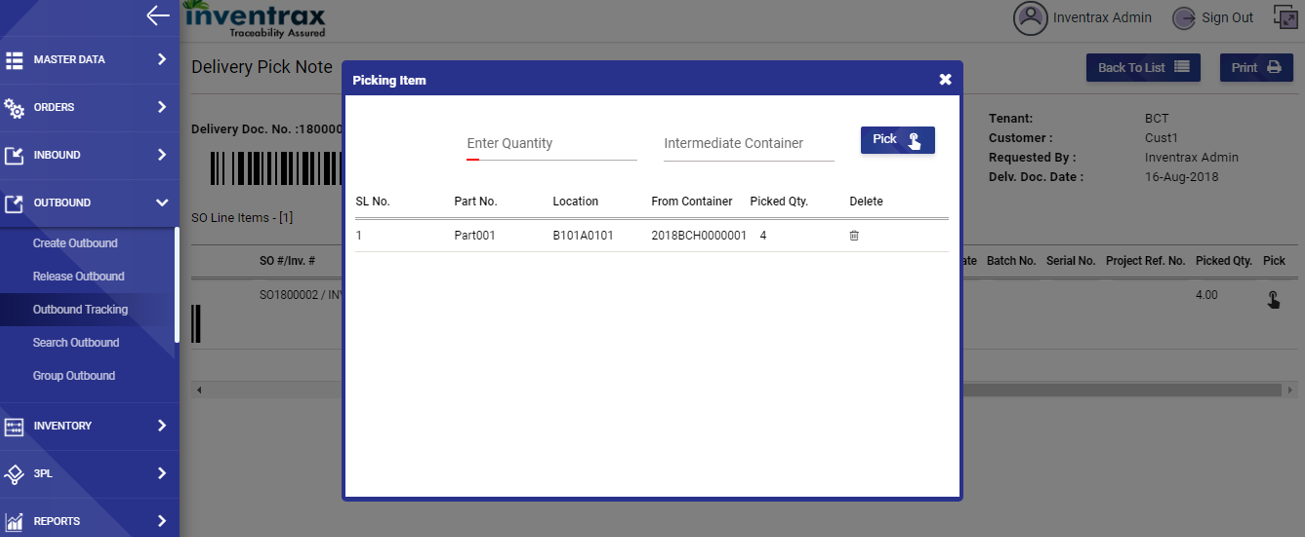 inventrax
Traceability Assured
Inventrax Admin
Sign Out
MASTER DATA
ORDERS
INBOUND
OUTBOUND
Create Outbound
Release Outbound
Outbound Tracking
Search Outbound
Group Outbound
INVENTORY
3PL
REPORTS
Delivery Pick Note
Back To List
Print
Delivery Doc. No. :180000
Tenant: BCT
Customer : Cust1
Requested By : Inventrax Admin
Delv. Doc. Date : 16-Aug-2018
SO Line Items - [1]
SO #/Inv. # ate Batch No. Serial No. Project Ref. No. Picked Qty. Pick
SO1800002 / INV 4.00
Picking Item
Enter Quantity
Intermediate Container
Pick
SL No. Part No. Location From Container Picked Qty. Delete
1 Part001 B101A0101 2018BCH0000001 4